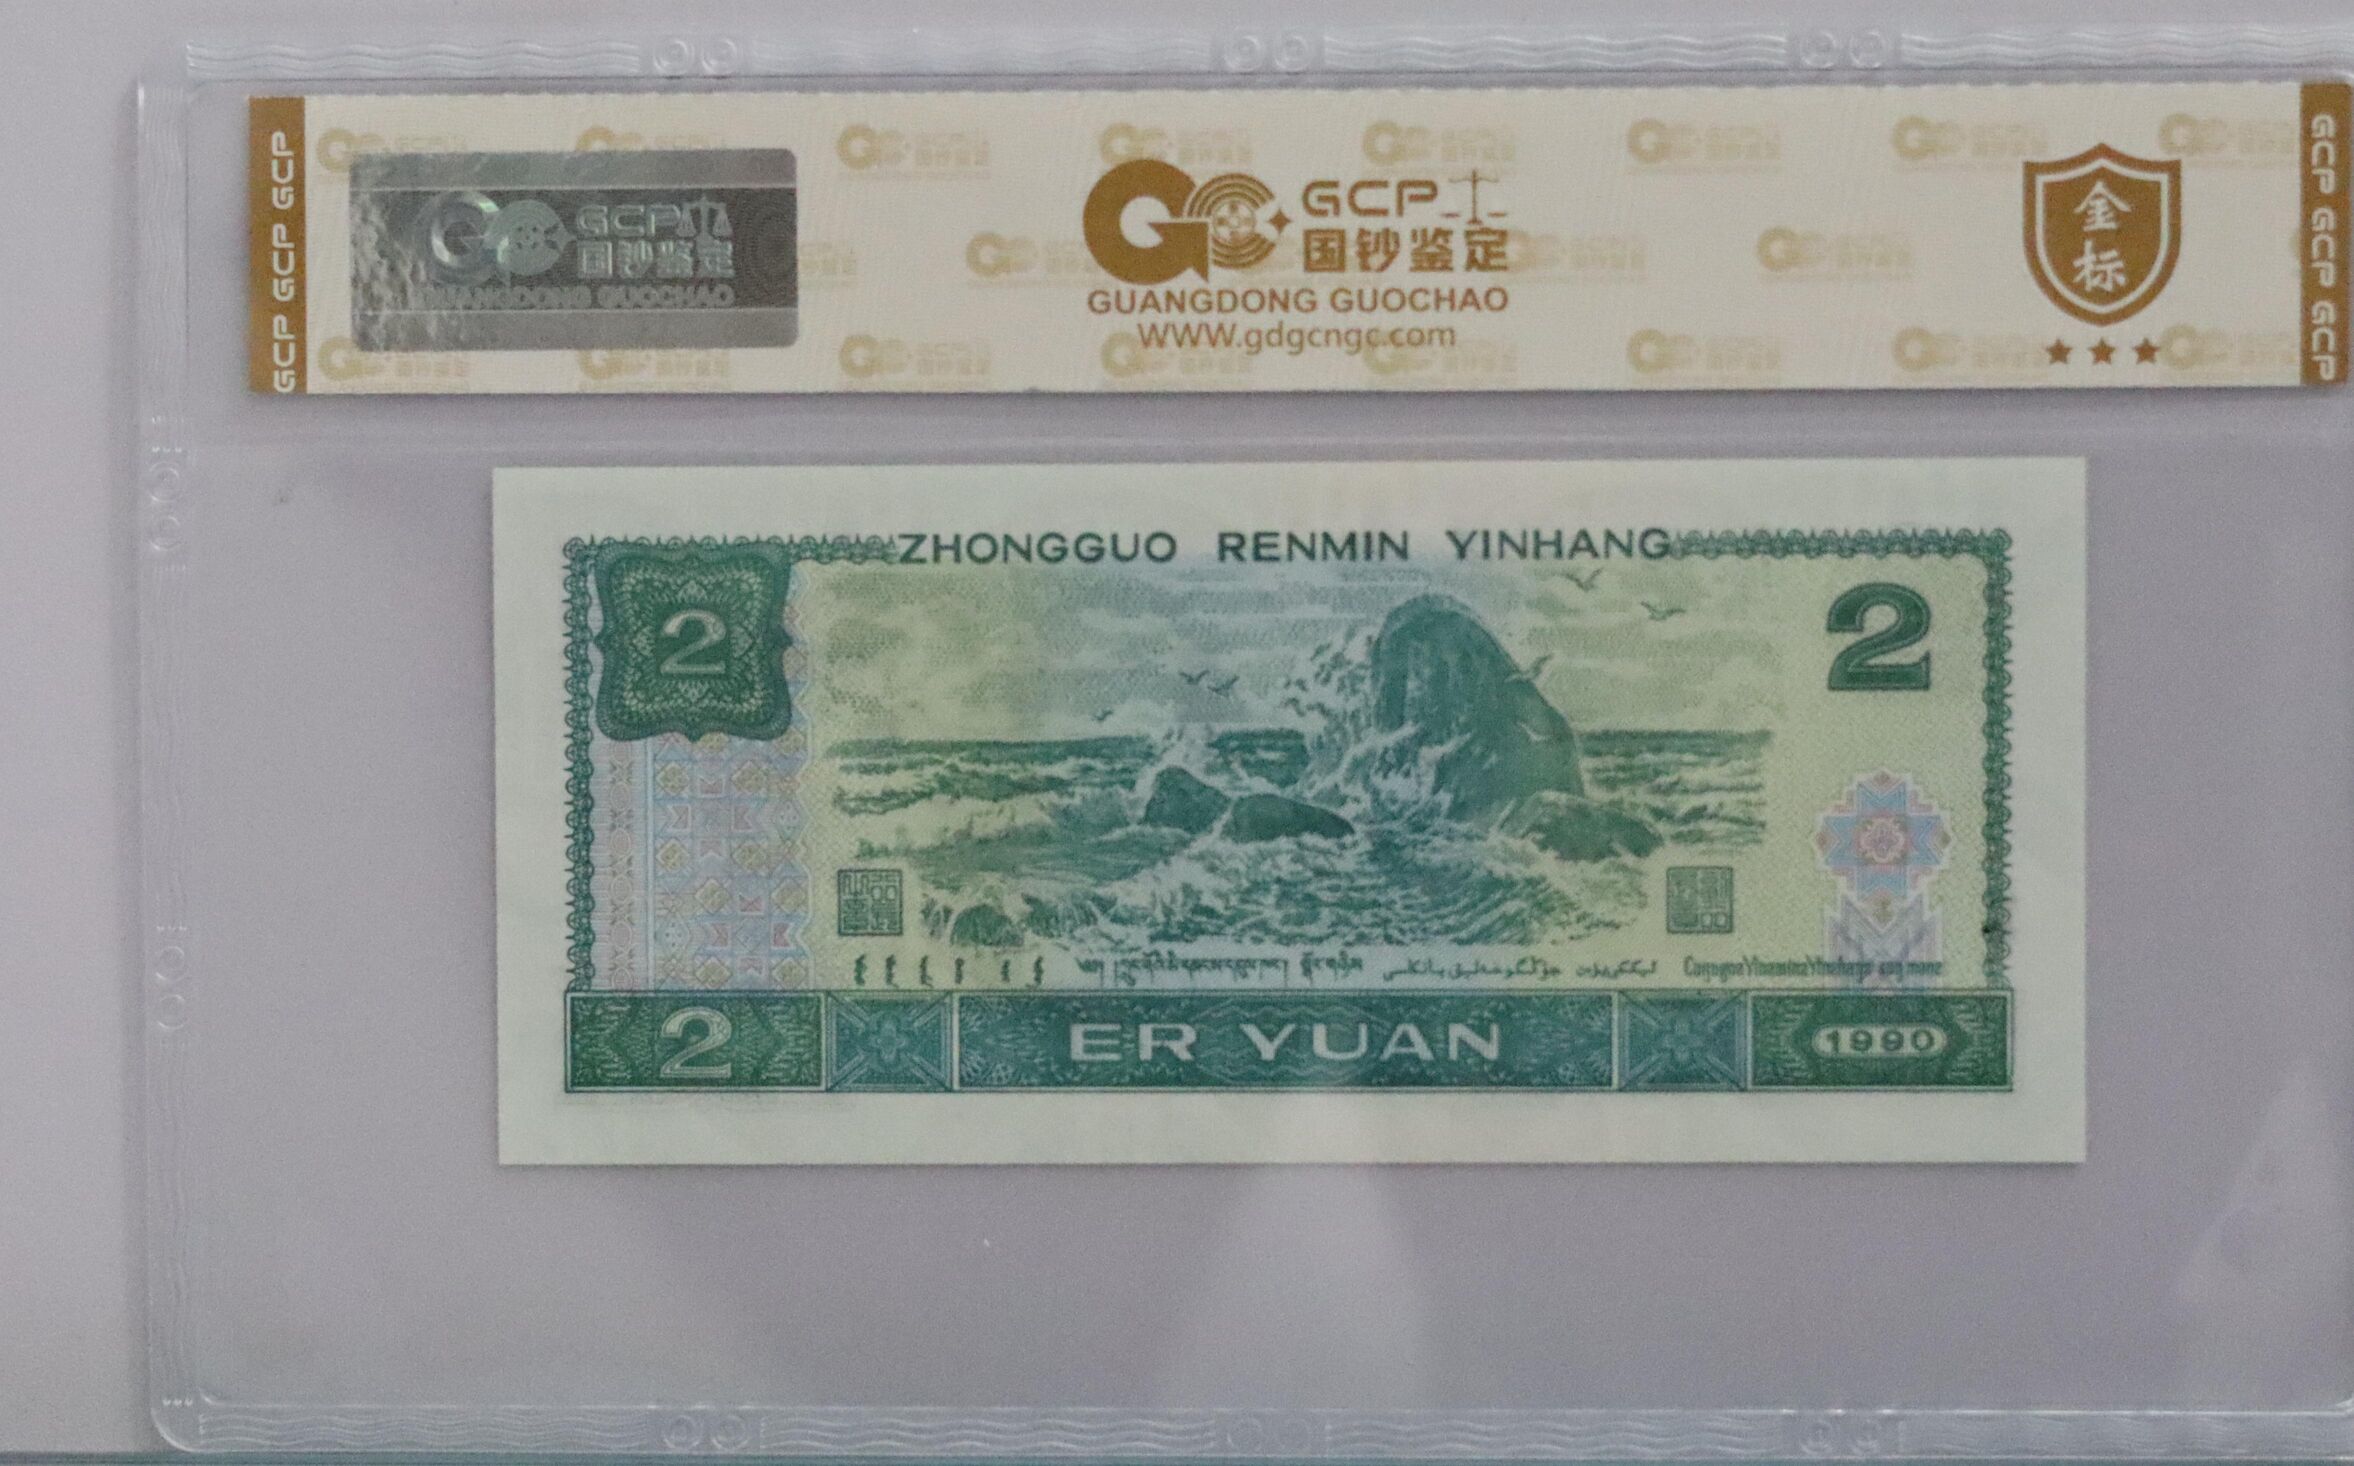 GCP GCP GCP
GCP
国钞鉴定
GUANGDONG GUOCHAO
GCP
国钞鉴定
GUANGDONG GUOCHAO
WWW.gdgcngc.com
金标
GCP GCP GCP
ZHONGGUO RENMIN YINHANG
2
2
2
ER YUAN
1990